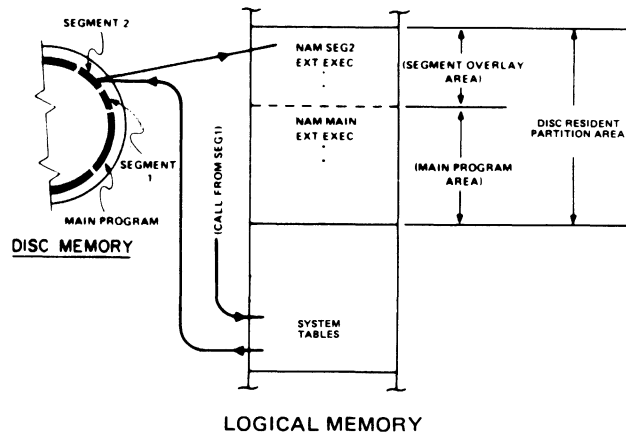 SEGMENT 2
SEGMENT
1
MAIN PROGRAM
DISC MEMORY
(CALL FROM SEG1)
NAM SEG2
EXT EXEC
NAM MAIN
EXT EXEC
SYSTEM
TABLES
(SEGMENT OVERLAY
AREA)
(MAIN PROGRAM
AREA)
DISC RESIDENT
PARTITION AREA
LOGICAL MEMORY